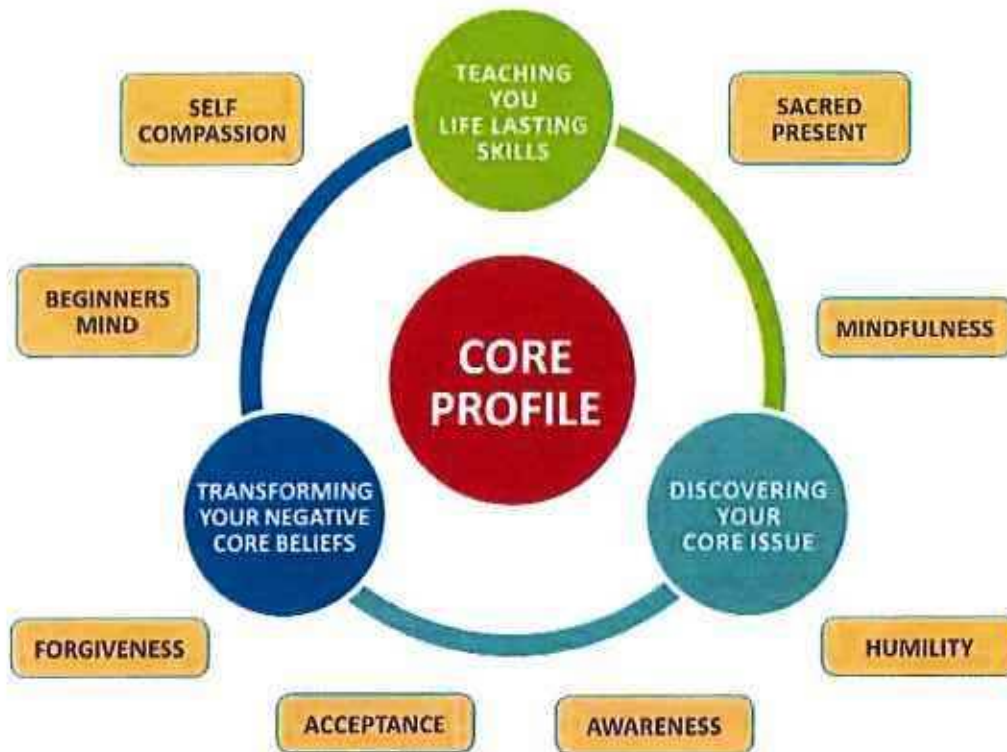 TEACHING
YOU
LIFE LASTING
SKILLS
SELF
COMPASSION
SACRED
PRESENT
BEGINNERS
MIND
MINDFULNESS
CORE
PROFILE
TRANSFORMING
YOUR NEGATIVE
CORE BELIEFS
DISCOVERING
YOUR
CORE ISSUE
FORGIVENESS
HUMILITY
ACCEPTANCE
AWARENESS